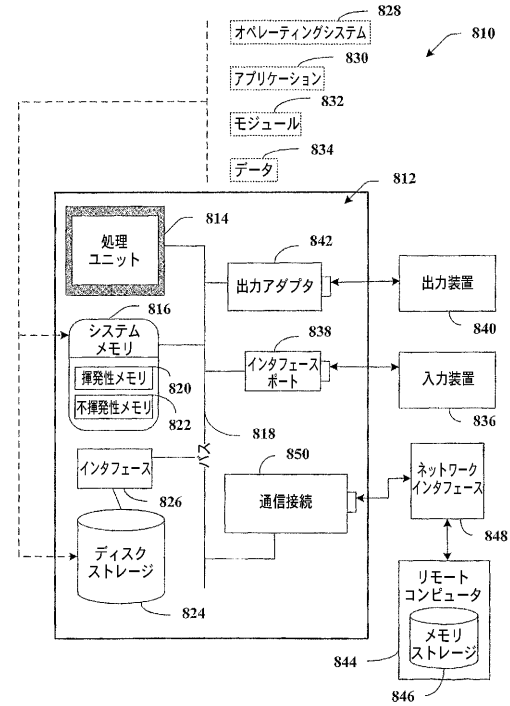 828
オペレーティングシステム
810
830
アプリケーション
832
モジュール
834
データ
812
814
処理
ユニット
842
出力アダプタ
出力装置
840
816
システム
メモリ
838
揮発性メモリ
820
インタフェース
ポート
入力装置
836
不揮発性メモリ
822
818
バス
850
インタフェース
826
通信接続
ネットワーク
インタフェース
848
ディスク
ストレージ
824
リモート
コンピュータ
メモリ
ストレージ
844
846